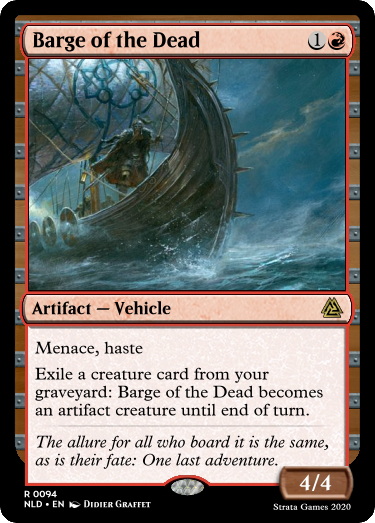 Barge of the Dead 1
Artifact — Vehicle
Menace, haste
Exile a creature card from your
graveyard: Barge of the Dead becomes
an artifact creature until end of turn.
The allure for all who board it is the same,
as is their fate: One last adventure.
4/4
R 0094
NLD • EN Didier Graffet
Strata Games 2020